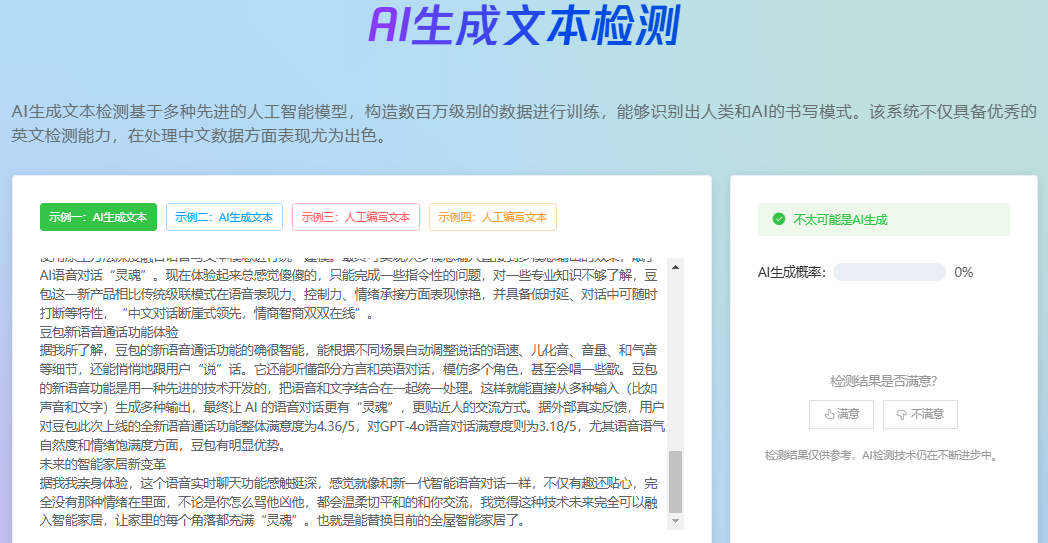 AI生成文本检测
AI生成文本检测基于多种先进的人工智能模型，构造数百万级别的数据进行训练，能够识别出人类和AI的书写模式。该系统不仅具备优秀的
英文检测能力，在处理中文数据方面表现尤为出色。
示例一：AI生成文本
示例二：AI生成文本
示例三：人工编写文本
示例四：人工编写文本
AI语音对话“灵魂”。现在体验起来总感觉傻傻的，只能完成一些指令性的问题，对一些专业知识不够了解，豆
包这一新产品相比传统级联模式在语音表现力、控制力、情绪承接方面表现惊艳，并具备低时延、对话中可随时
打断等特性，“中文对话断崖式领先，情商智商双双在线”。
豆包新语音通话功能体验
据我所了解，豆包的新语音通话功能的确很智能，能根据不同场景自动调整说话的语速、儿化音、音量、和气音
等细节，还能悄悄地跟用户“说”话。它还能听懂部分方言和英语对话，模仿多个角色，甚至会唱一些歌。豆包
的新语音功能是用一种先进的技术开发的，把语音和文字结合在一起统一处理。这样就能直接从多种输入（比如
声音和文字）生成多种输出，最终让 AI 的语音对话更有“灵魂”，更贴近人的交流方式。据外部真实反馈，用户
对豆包此次上线的全新语音通话功能整体满意度为4.36/5，对GPT-4o语音对话满意度则为3.18/5，尤其语音语气
自然度和情绪饱满度方面，豆包有明显优势。
未来的智能家居新变革
据我我亲身体验，这个语音实时聊天功能感触挺深，感觉就像和新一代智能语音对话一样，不仅有趣还贴心，完
全没有那种情绪在里面，不论是你怎么骂他凶他，都会温柔切平和的和你交流，我觉得这种技术未来完全可以融
入智能家居，让家里的每个角落都充满“灵魂”。也就是能替换目前的全屋智能家居了。
不太可能是AI生成
AI生成概率： 0%
检测结果是否满意?
满意
不满意
检测结果仅供参考，AI检测技术仍在不断进步中。